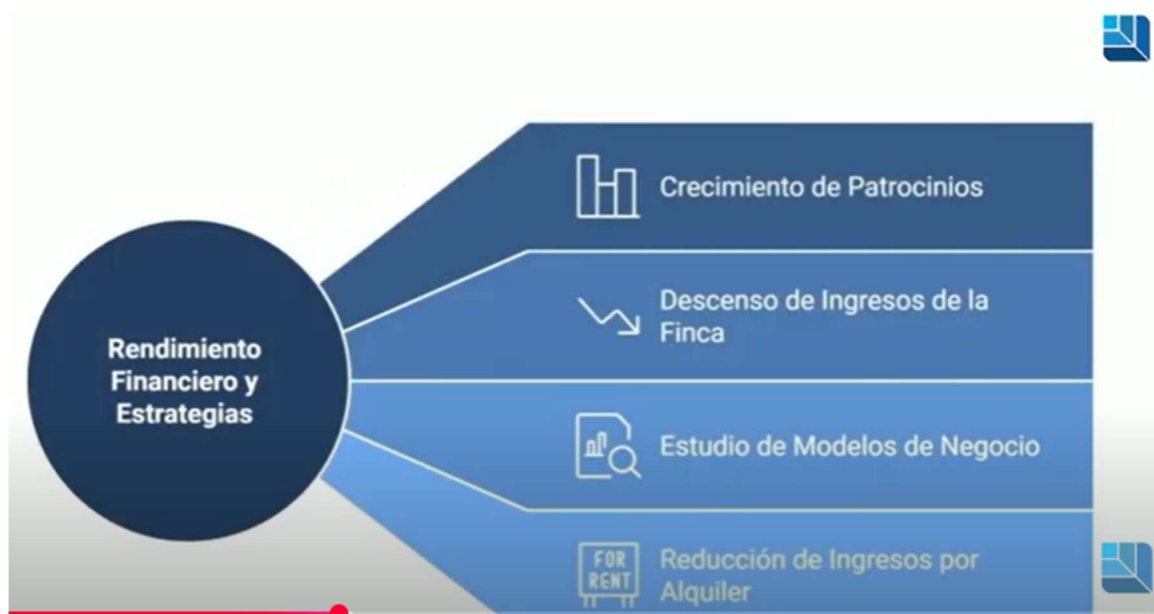 Rendimiento
Financiero y
Estrategias
Crecimiento de Patrocinios
Descenso de Ingresos de la
Finca
Estudio de Modelos de Negocio
FOR
RENT
Reducción de Ingresos por
Alquiler